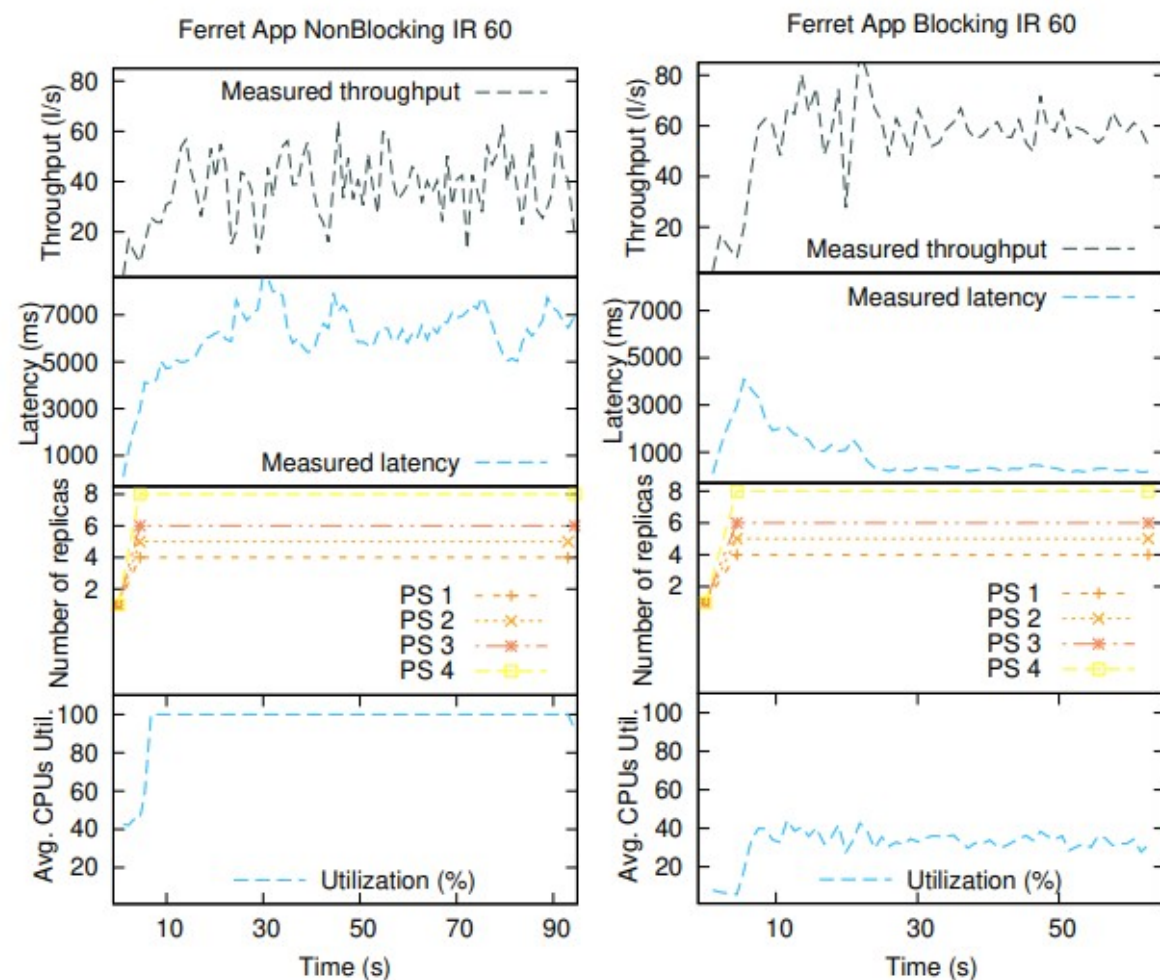 Ferret App NonBlocking IR 60
Throughput (I/s)
80
60
40
20
Measured throughput
Latency (ms)
7000
5000
3000
1000
Measured latency
Number of replicas
8
6
4
2
PS 1
PS 2
PS 3
PS 4
Avg. CPUs Util.
100
80
60
40
20
Utilization (%)
10 30 50 70 90
Time (s)
Ferret App Blocking IR 60
Throughput (I/s)
80
60
40
20
Measured throughput
Latency (ms)
7000
5000
3000
1000
Measured latency
Number of replicas
8
6
4
2
PS 1
PS 2
PS 3
PS 4
Avg. CPUs Util.
100
80
60
40
20
Utilization (%)
10 30 50
Time (s)